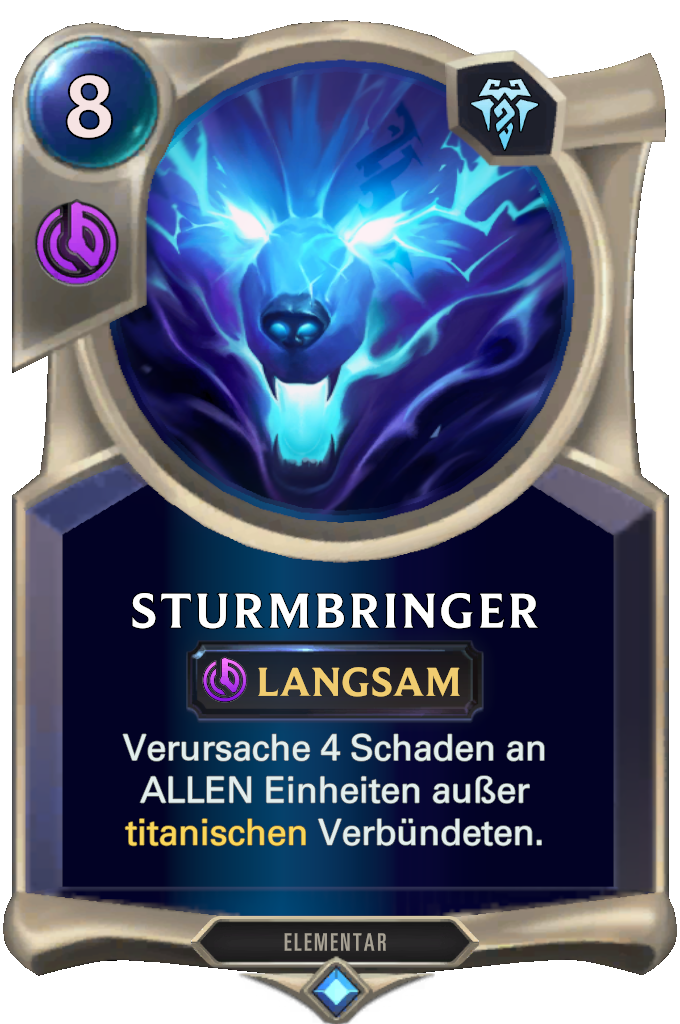 8
STURMBRINGER
LANGSAM
Verursache 4 Schaden an
ALLEN Einheiten außer
titanischen Verbündeten.
ELEMENTAR